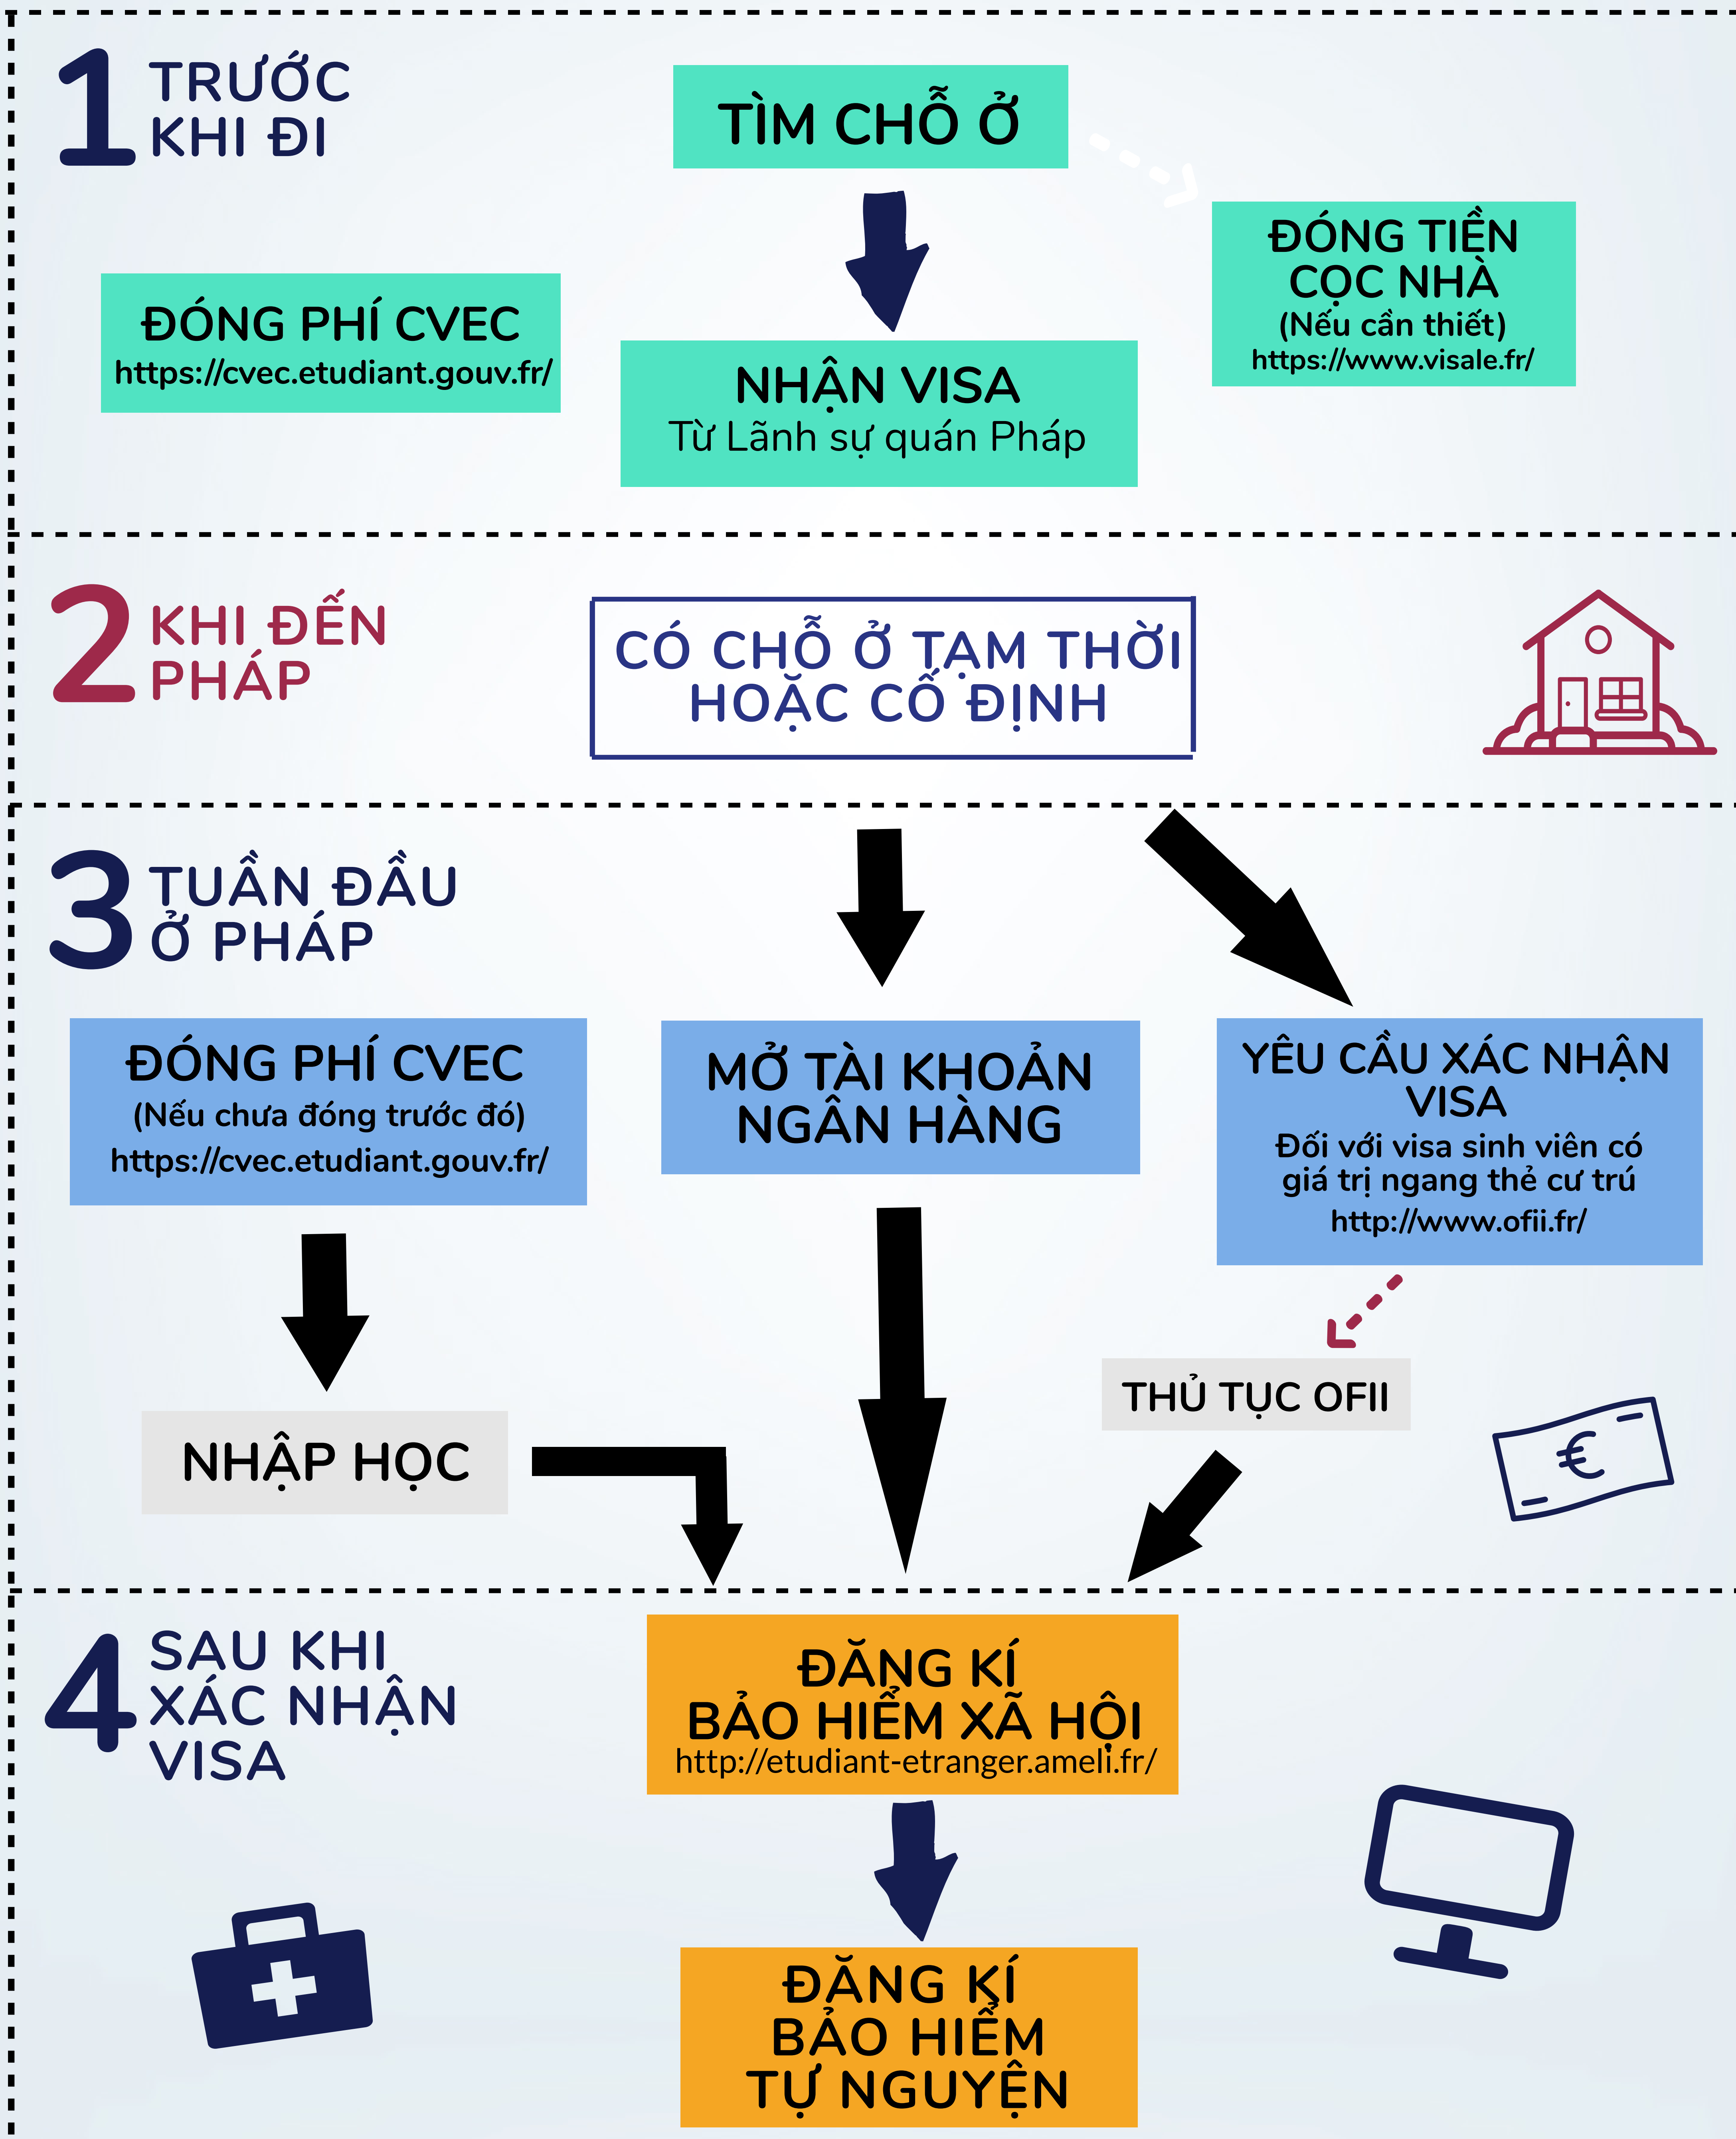 1
TRƯỚC
KHI ĐI
TÌM CHỖ Ở
ĐÓNG TIỀN
CỌC NHÀ
(Nếu cần thiết)
https://www.visale.fr/
ĐÓNG PHÍ CVEC
https://cvec.etudiant.gouv.fr/
NHẬN VISA
Từ Lãnh sự quán Pháp
2
KHI ĐẾN
PHÁP
CÓ CHỖ Ở TẠM THỜI
HOẶC CỐ ĐỊNH
3
TUẦN ĐẦU
Ở PHÁP
ĐÓNG PHÍ CVEC
(Nếu chưa đóng trước đó)
https://cvec.etudiant.gouv.fr/
MỞ TÀI KHOẢN
NGÂN HÀNG
YÊU CẦU XÁC NHẬN
VISA
Đối với visa sinh viên có
giá trị ngang thẻ cư trú
http://www.ofii.fr/
THỦ TỤC OFII
NHẬP HỌC
€
4
SAU KHI
XÁC NHẬN
VISA
ĐĂNG KÍ
BẢO HIỂM XÃ HỘI
http://etudiant-etranger.ameli.fr/
ĐĂNG KÍ
BẢO HIỂM
TỰ NGUYỆN